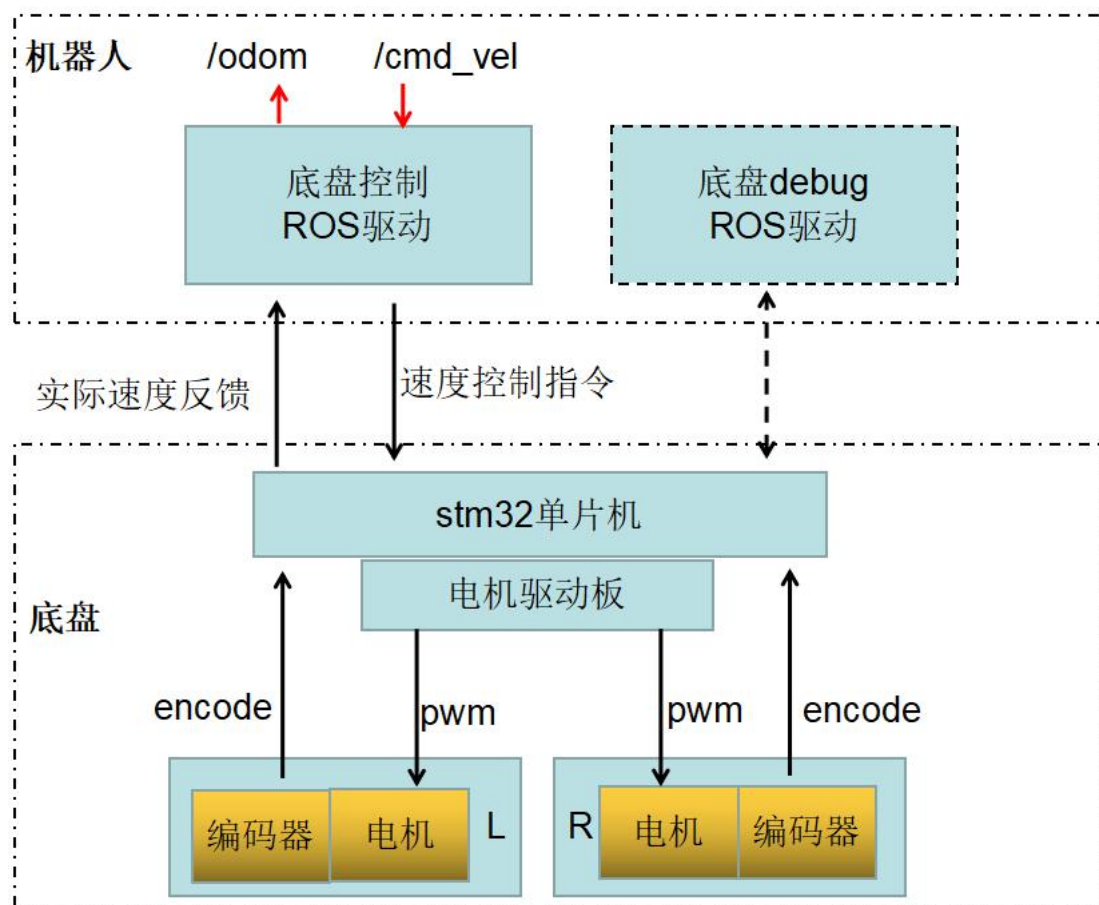 机器人
/odom
/cmd_vel
底盘控制
ROS驱动
底盘debug
ROS驱动
实际速度反馈
速度控制指令
stm32单片机
电机驱动板
底盘
encode
pwm
pwm
encode
编码器
电机
L
R
电机
编码器